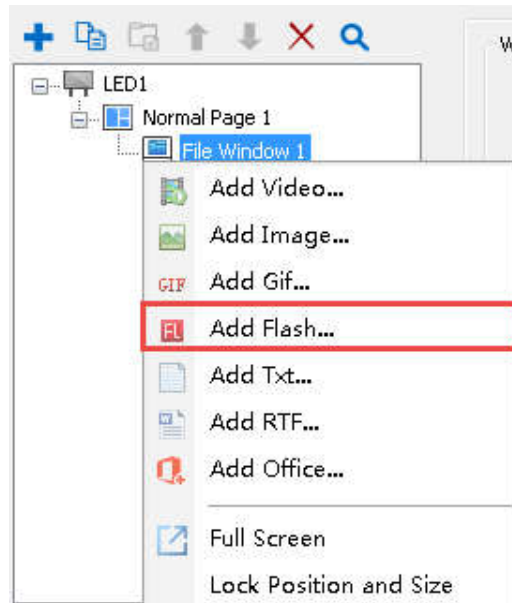 W
LED1
Normal Page 1
File Window 1
Add Video...
Add Image...
GIF Add Gif...
FL Add Flash...
Add Txt...
W Add RTF...
Add Office...
Full Screen
Lock Position and Size